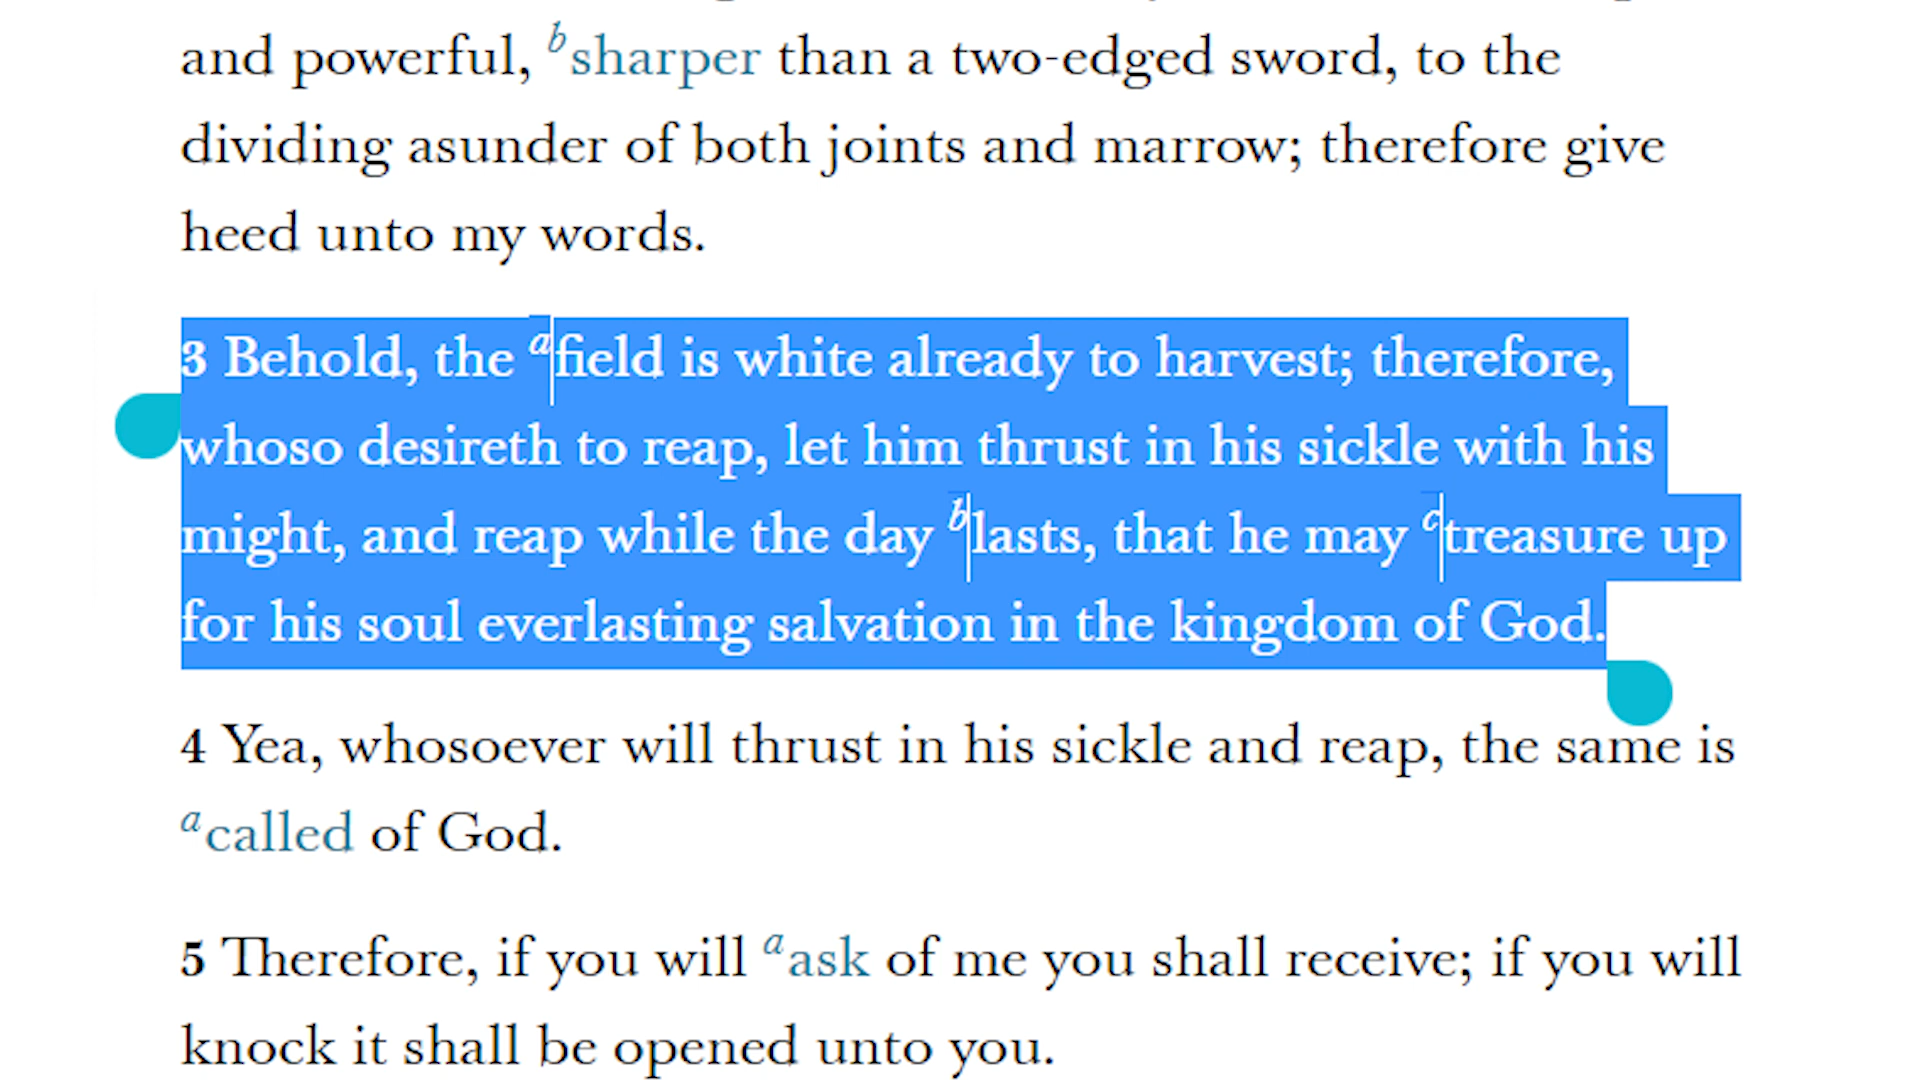 and powerful, bsharper than a two-edged sword, to the
dividing asunder of both joints and marrow; therefore give
heed unto my words.
3 Behold, the afield is white already to harvest; therefore,
whoso desireth to reap, let him thrust in his sickle with his
might, and reap while the day blasts, that he may ctreasure up
for his soul everlasting salvation in the kingdom of God.
4 Yea, whosoever will thrust in his sickle and reap, the same is
acalled of God.
5 Therefore, if you will aask of me you shall receive; if you will
knock it shall be opened unto you.